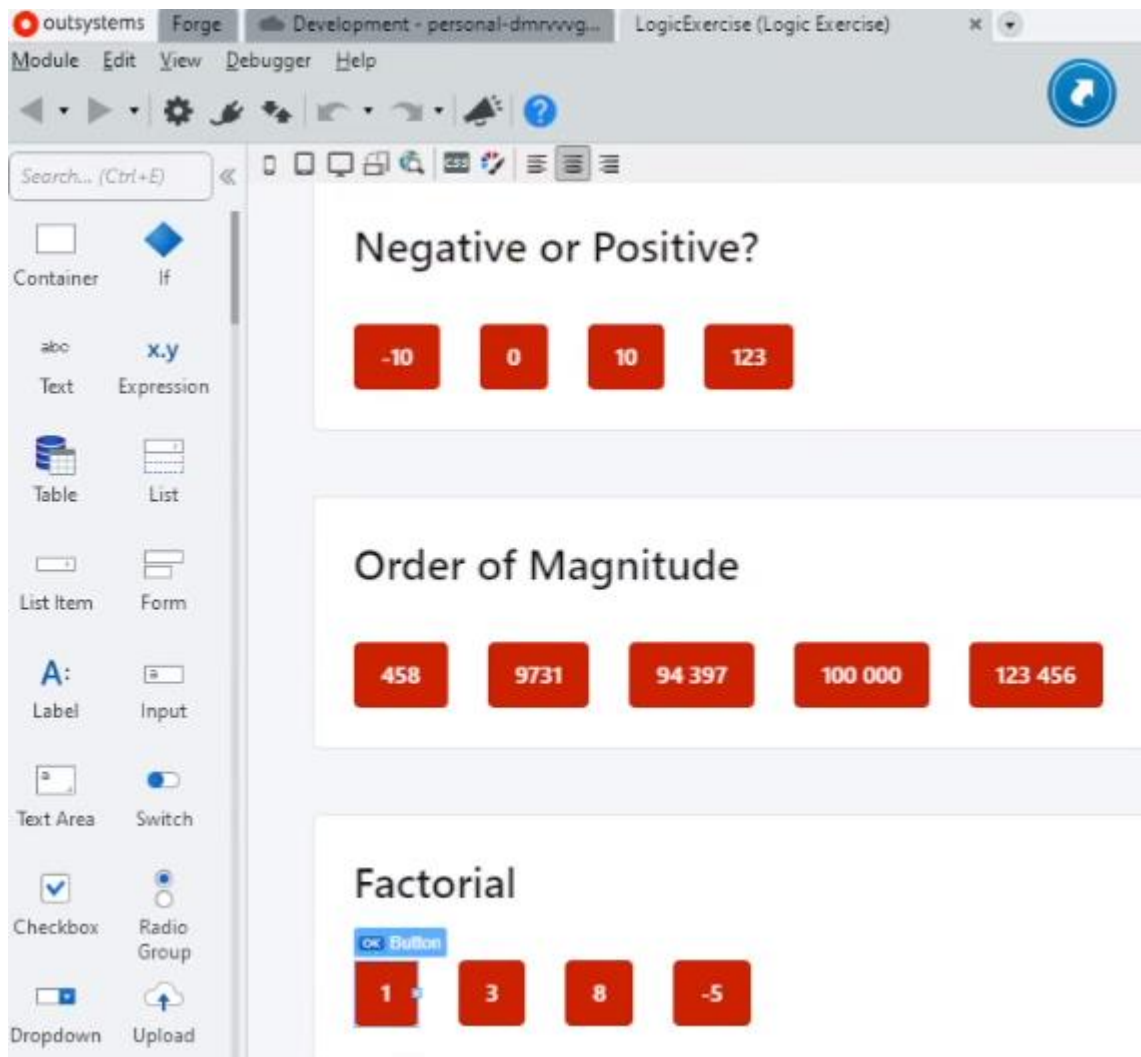 outsystems Forge Development - personal-dmrvvvg... LogicExercise (Logic Exercise)
Module Edit View Debugger Help
Search... (Ctrl+E)
CSS
Negative or Positive?
Container If
-10 0 10 123
abc x.y
Text Expression
Table List
Order of Magnitude
List Item Form
458 9731 94 397 100 000 123 456
A:
Label Input
Text Area Switch
Factorial
Checkbox Radio Group
OK Button
1 3 8 -5
Dropdown Upload